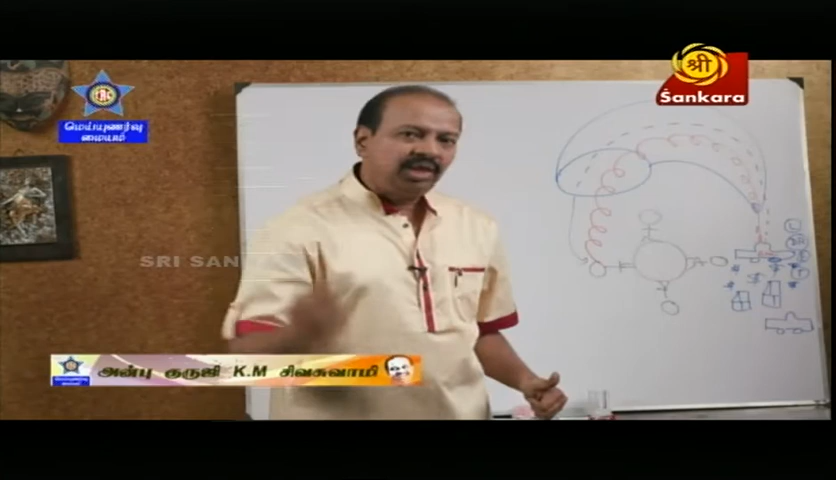 மெய்யுணர்வு
மையம்
श्री
Śankara
SRI SAN
அன்பு குருஜி K.M சிவசுவாமி